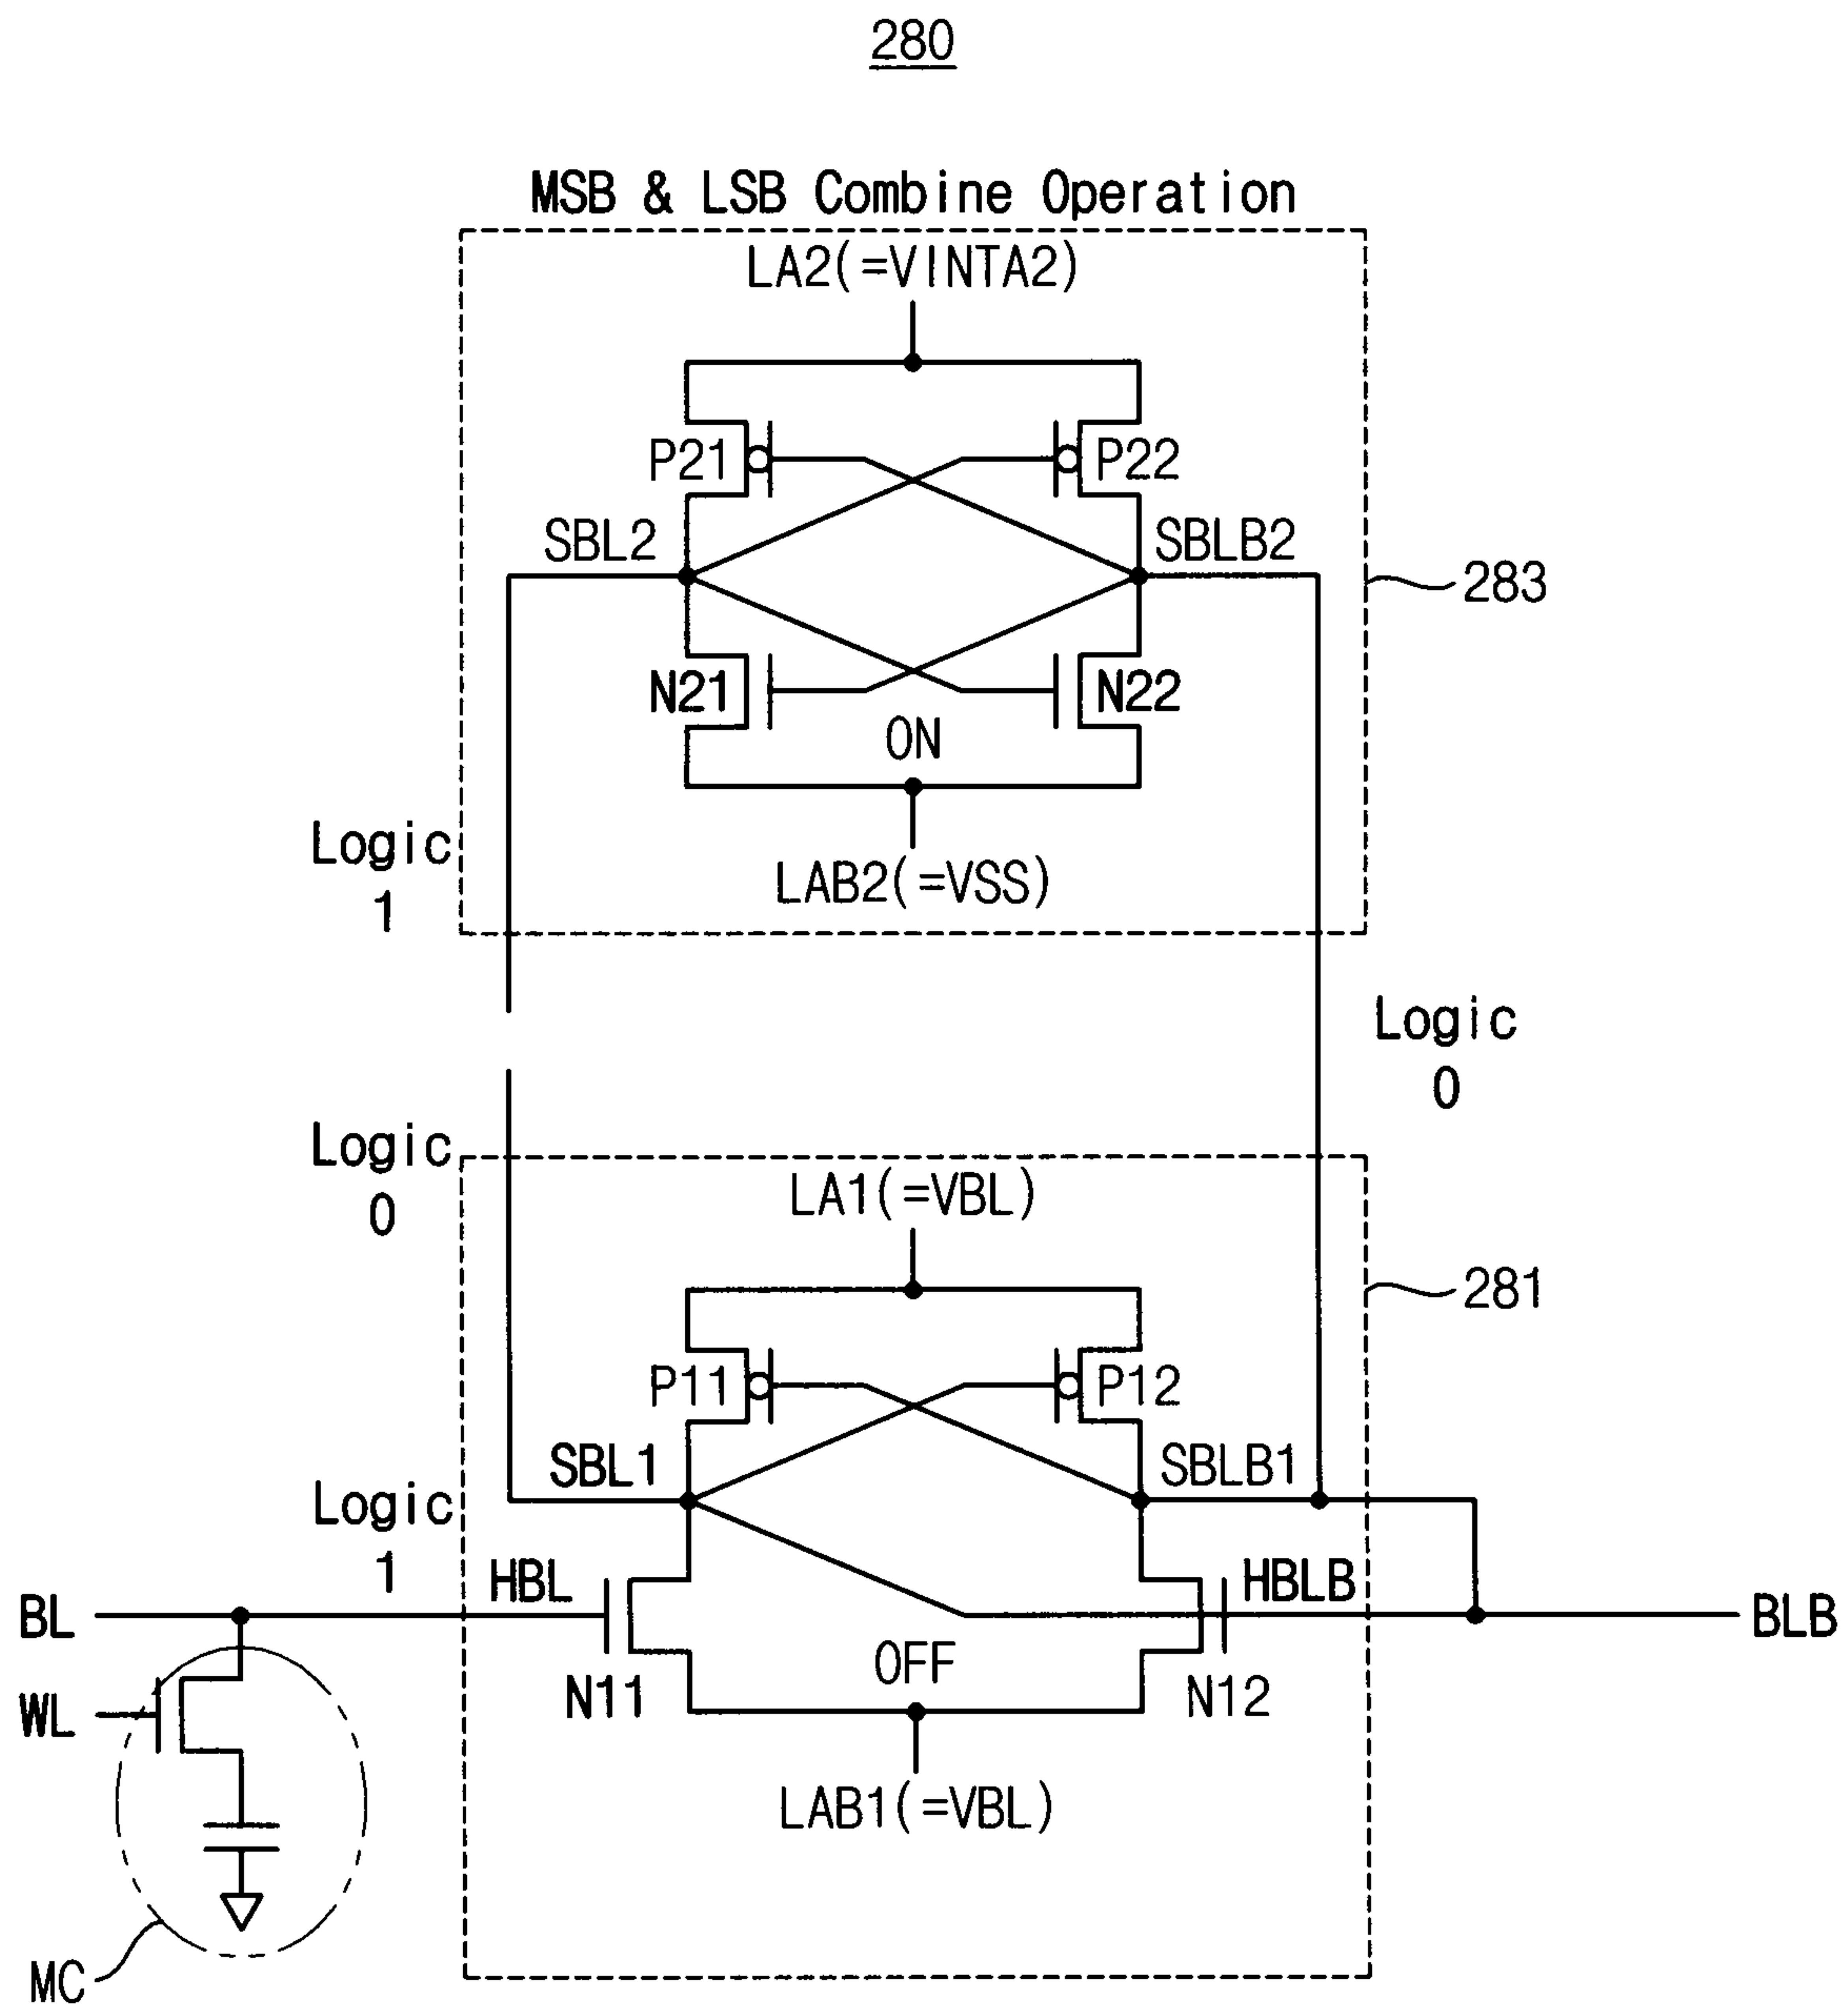 280
MSB & LSB Combine Operation
LA2(=VINTA2)
P21
P22
SBL2
SBLB2
283
N21
N22
ON
Logic
1
LAB2(=VSS)
Logic
0
Logic
0
LA1(=VBL)
281
P11
P12
SBL1
SBLB1
Logic
1
HBL
HBLB
BL
BLB
OFF
N11
N12
WL
LAB1(=VBL)
MC